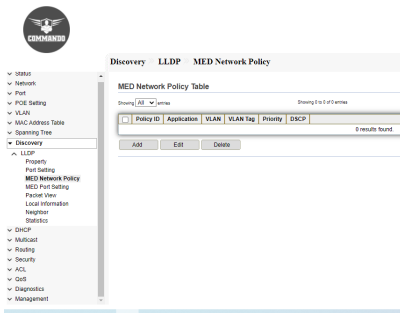 COMMANDO
Discovery LLDP MED Network Policy
Status
Network
Port
POE Setting
VLAN
MAC Address Table
Spanning Tree
Discovery
LLDP
Property
Port Setting
MED Network Policy
MED Port Setting
Packet View
Local Information
Neighbor
Statistics
DHCP
Multicast
Routing
Security
ACL
QoS
Diagnostics
Management
MED Network Policy Table
Showing All entries Showing 0 to 0 of 0 entries
Policy ID Application VLAN VLAN Tag Priority DSCP
0 results found.
Add Edit Delete